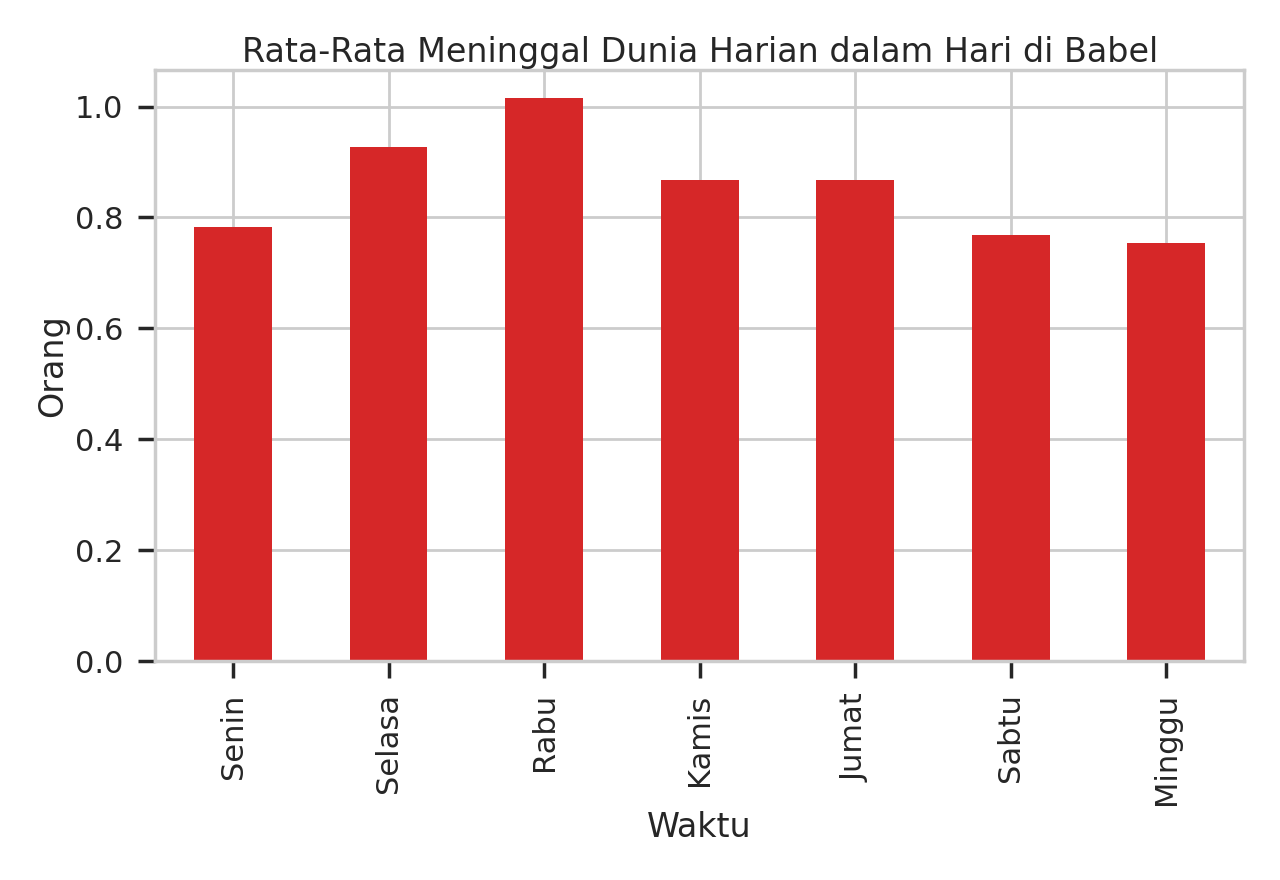 Rata-Rata Meninggal Dunia Harian dalam Hari di Babel
Orang
1.0
0.8
0.6
0.4
0.2
0.0
Senin
Selasa
Rabu
Kamis
Jumat
Sabtu
Minggu
Waktu